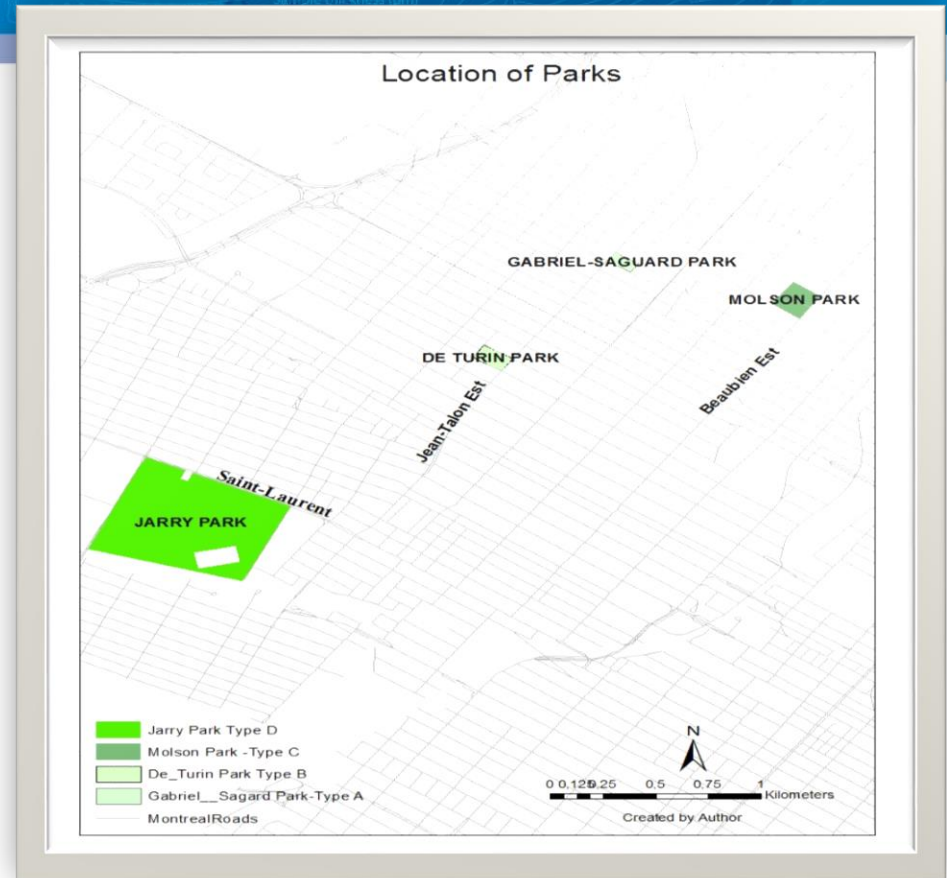 Location of Parks
GABRIEL-SAGUARD PARK
MOLSON PARK
DE TURIN PARK
Beaubien Est
Jean-Talon Est
Saint-Laurent
JARRY PARK
Jarry Park Type D
Molson Park -Type C
De_Turin Park Type B
Gabriel__Sagard Park-Type A
MontrealRoads
N
0 0,125 0,25 0,5 0,75 1
Kilometers
Created by Author